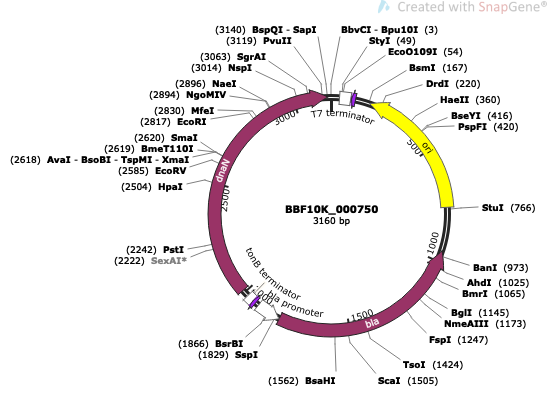 Created with SnapGene®
(3140) BspQI - SapI
(3119) PvuII
(3063) SgrAI
(3014) NspI
(2896) NaeI
(2894) NgoMIV
(2830) MfeI
(2817) EcoRI
(2620) SmaI
(2619) BmeT110I
(2618) AvaI - BsoBI - TspMI - XmaI
(2585) EcoRV
(2504) HpaI
(2242) PstI
(2222) SexAI*
(1866) BsrBI
(1829) SspI
(1562) BsaHI
BbvCI - Bpu10I (3)
StyI (49)
EcoO109I (54)
BsmI (167)
DrdI (220)
HaeII (360)
BseYI (416)
PspFI (420)
StuI (766)
BanI (973)
AhdI (1025)
BmrI (1065)
BglI (1145)
NmeAIII (1173)
FspI (1247)
TsoI (1424)
ScaI (1505)
T7 terminator
ori
bla
bla promoter
tonB terminator
dnaN
500
1000
1500
2500
3000
BBF10K_000750
3160 bp